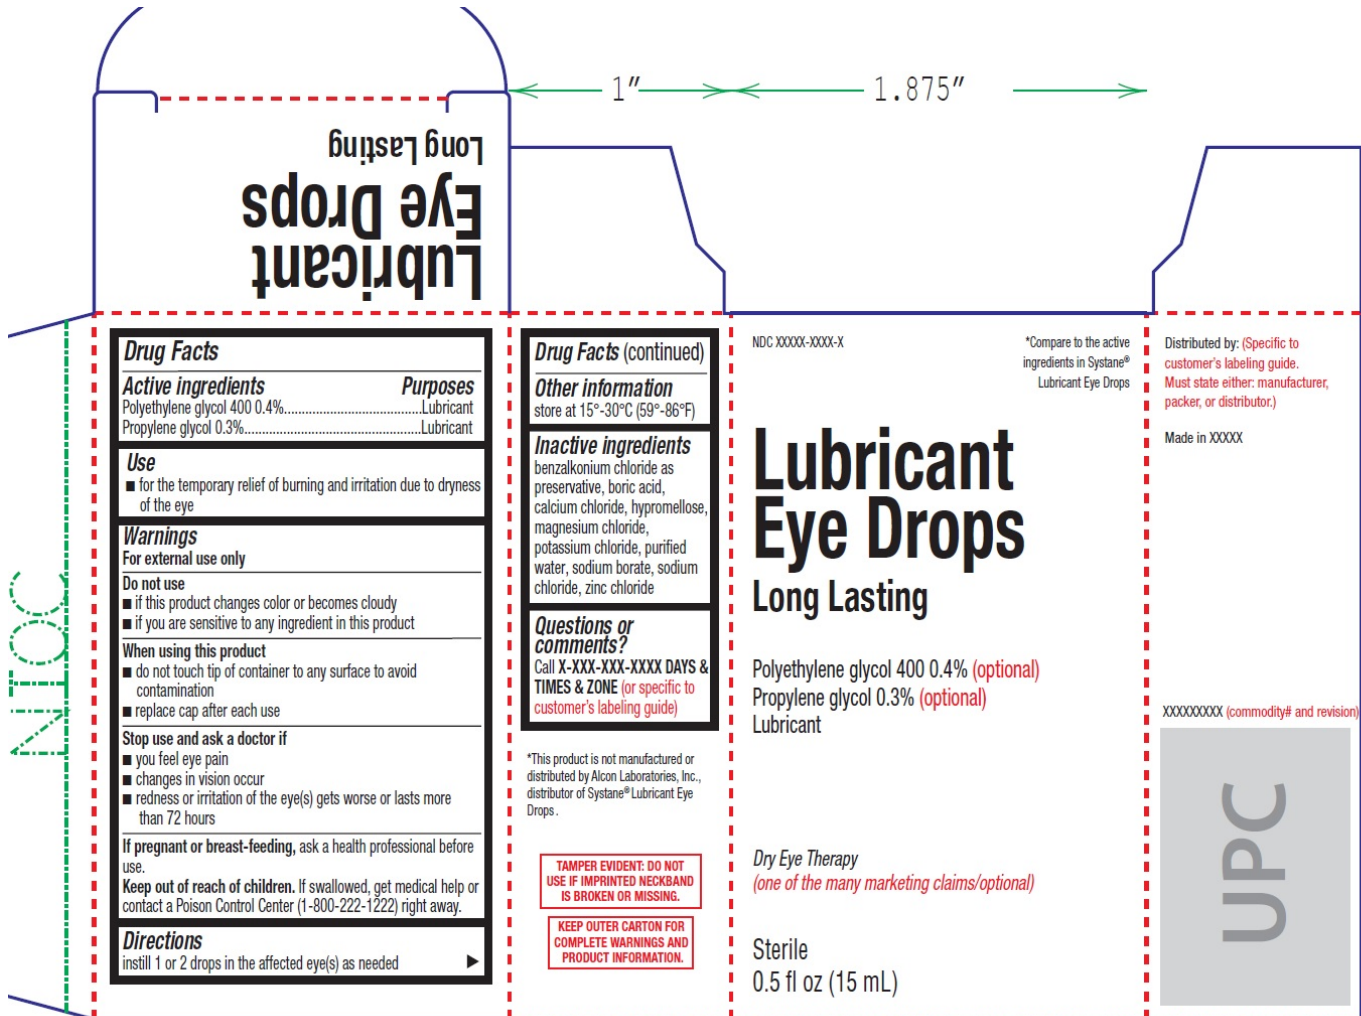 1”
1.875”
Lubricant
Eye Drops
Long Lasting
NIOC
Drug Facts
Active ingredients Purposes
Polyethylene glycol 400 0.4%......................................Lubricant
Propylene glycol 0.3%.................................................Lubricant
Use
■ for the temporary relief of burning and irritation due to dryness
of the eye
Warnings
For external use only
Do not use
■ if this product changes color or becomes cloudy
■ if you are sensitive to any ingredient in this product
When using this product
■ do not touch tip of container to any surface to avoid
contamination
■ replace cap after each use
Stop use and ask a doctor if
■ you feel eye pain
■ changes in vision occur
■ redness or irritation of the eye(s) gets worse or lasts more
than 72 hours
If pregnant or breast-feeding, ask a health professional before
use.
Keep out of reach of children. If swallowed, get medical help or
contact a Poison Control Center (1-800-222-1222) right away.
Directions
instill 1 or 2 drops in the affected eye(s) as needed
Drug Facts (continued)
Other information
store at 15°-30°C (59°-86°F)
Inactive ingredients
benzalkonium chloride as
preservative, boric acid,
calcium chloride, hypromellose,
magnesium chloride,
potassium chloride, purified
water, sodium borate, sodium
chloride, zinc chloride
Questions or
comments?
Call X-XXX-XXX-XXXX DAYS &
TIMES & ZONE (or specific to
customer’s labeling guide)
*This product is not manufactured or
distributed by Alcon Laboratories, Inc.,
distributor of Systane® Lubricant Eye
Drops .
TAMPER EVIDENT: DO NOT
USE IF IMPRINTED NECKBAND
IS BROKEN OR MISSING.
KEEP OUTER CARTON FOR
COMPLETE WARNINGS AND
PRODUCT INFORMATION.
NDC XXXXX-XXXX-X
*Compare to the active
ingredients in Systane®
Lubricant Eye Drops
Lubricant
Eye Drops
Long Lasting
Polyethylene glycol 400 0.4% (optional)
Propylene glycol 0.3% (optional)
Lubricant
Dry Eye Therapy
(one of the many marketing claims/optional)
Sterile
0.5 fl oz (15 mL)
Distributed by: (Specific to
customer’s labeling guide.
Must state either: manufacturer,
packer, or distributor.)
Made in XXXXX
XXXXXXXXX (commodity# and revision)
UPC